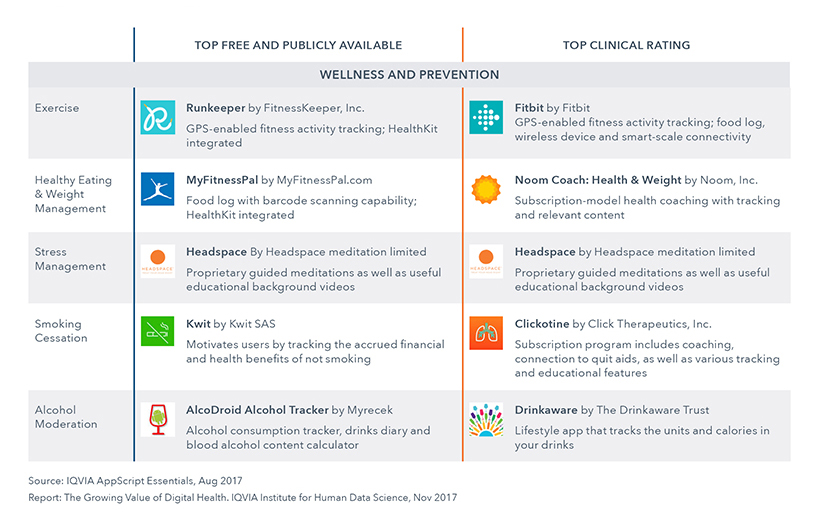 TOP FREE AND PUBLICLY AVAILABLE
TOP CLINICAL RATING
WELLNESS AND PREVENTION
Exercise
Runkeeper by FitnessKeeper, Inc.
GPS-enabled fitness activity tracking; HealthKit
integrated
Fitbit by Fitbit
GPS-enabled fitness activity tracking; food log,
wireless device and smart-scale connectivity
Healthy Eating
& Weight
Management
MyFitnessPal by MyFitnessPal.com
Food log with barcode scanning capability;
HealthKit integrated
Noom Coach: Health & Weight by Noom, Inc.
Subscription-model health coaching with tracking
and relevant content
Stress
Management
HEADSPACE
Headspace By Headspace meditation limited
Proprietary guided meditations as well as useful
educational background videos
HEADSPACE
Headspace by Headspace meditation limited
Proprietary guided meditations as well as useful
educational background videos
Smoking
Cessation
Kwit by Kwit SAS
Motivates users by tracking the accrued financial
and health benefits of not smoking
Clickotine by Click Therapeutics, Inc.
Subscription program includes coaching,
connection to quit aids, as well as various tracking
and educational features
Alcohol
Moderation
AlcoDroid Alcohol Tracker by Myrecek
Alcohol consumption tracker, drinks diary and
blood alcohol content calculator
Drinkaware by The Drinkaware Trust
Lifestyle app that tracks the units and calories in
your drinks
Source: IQVIA AppScript Essentials, Aug 2017
Report: The Growing Value of Digital Health. IQVIA Institute for Human Data Science, Nov 2017